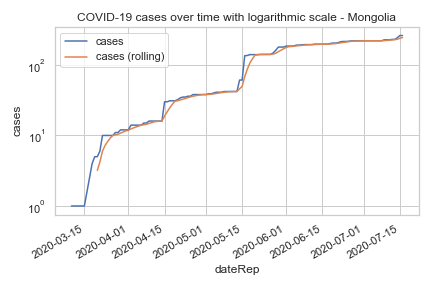 COVID-19 cases over time with logarithmic scale - Mongolia
cases
cases (rolling)
10²
10¹
10⁰
cases
2020-03-15
2020-04-01
2020-04-15
2020-05-01
2020-05-15
2020-06-01
2020-06-15
2020-07-01
2020-07-15
dateRep